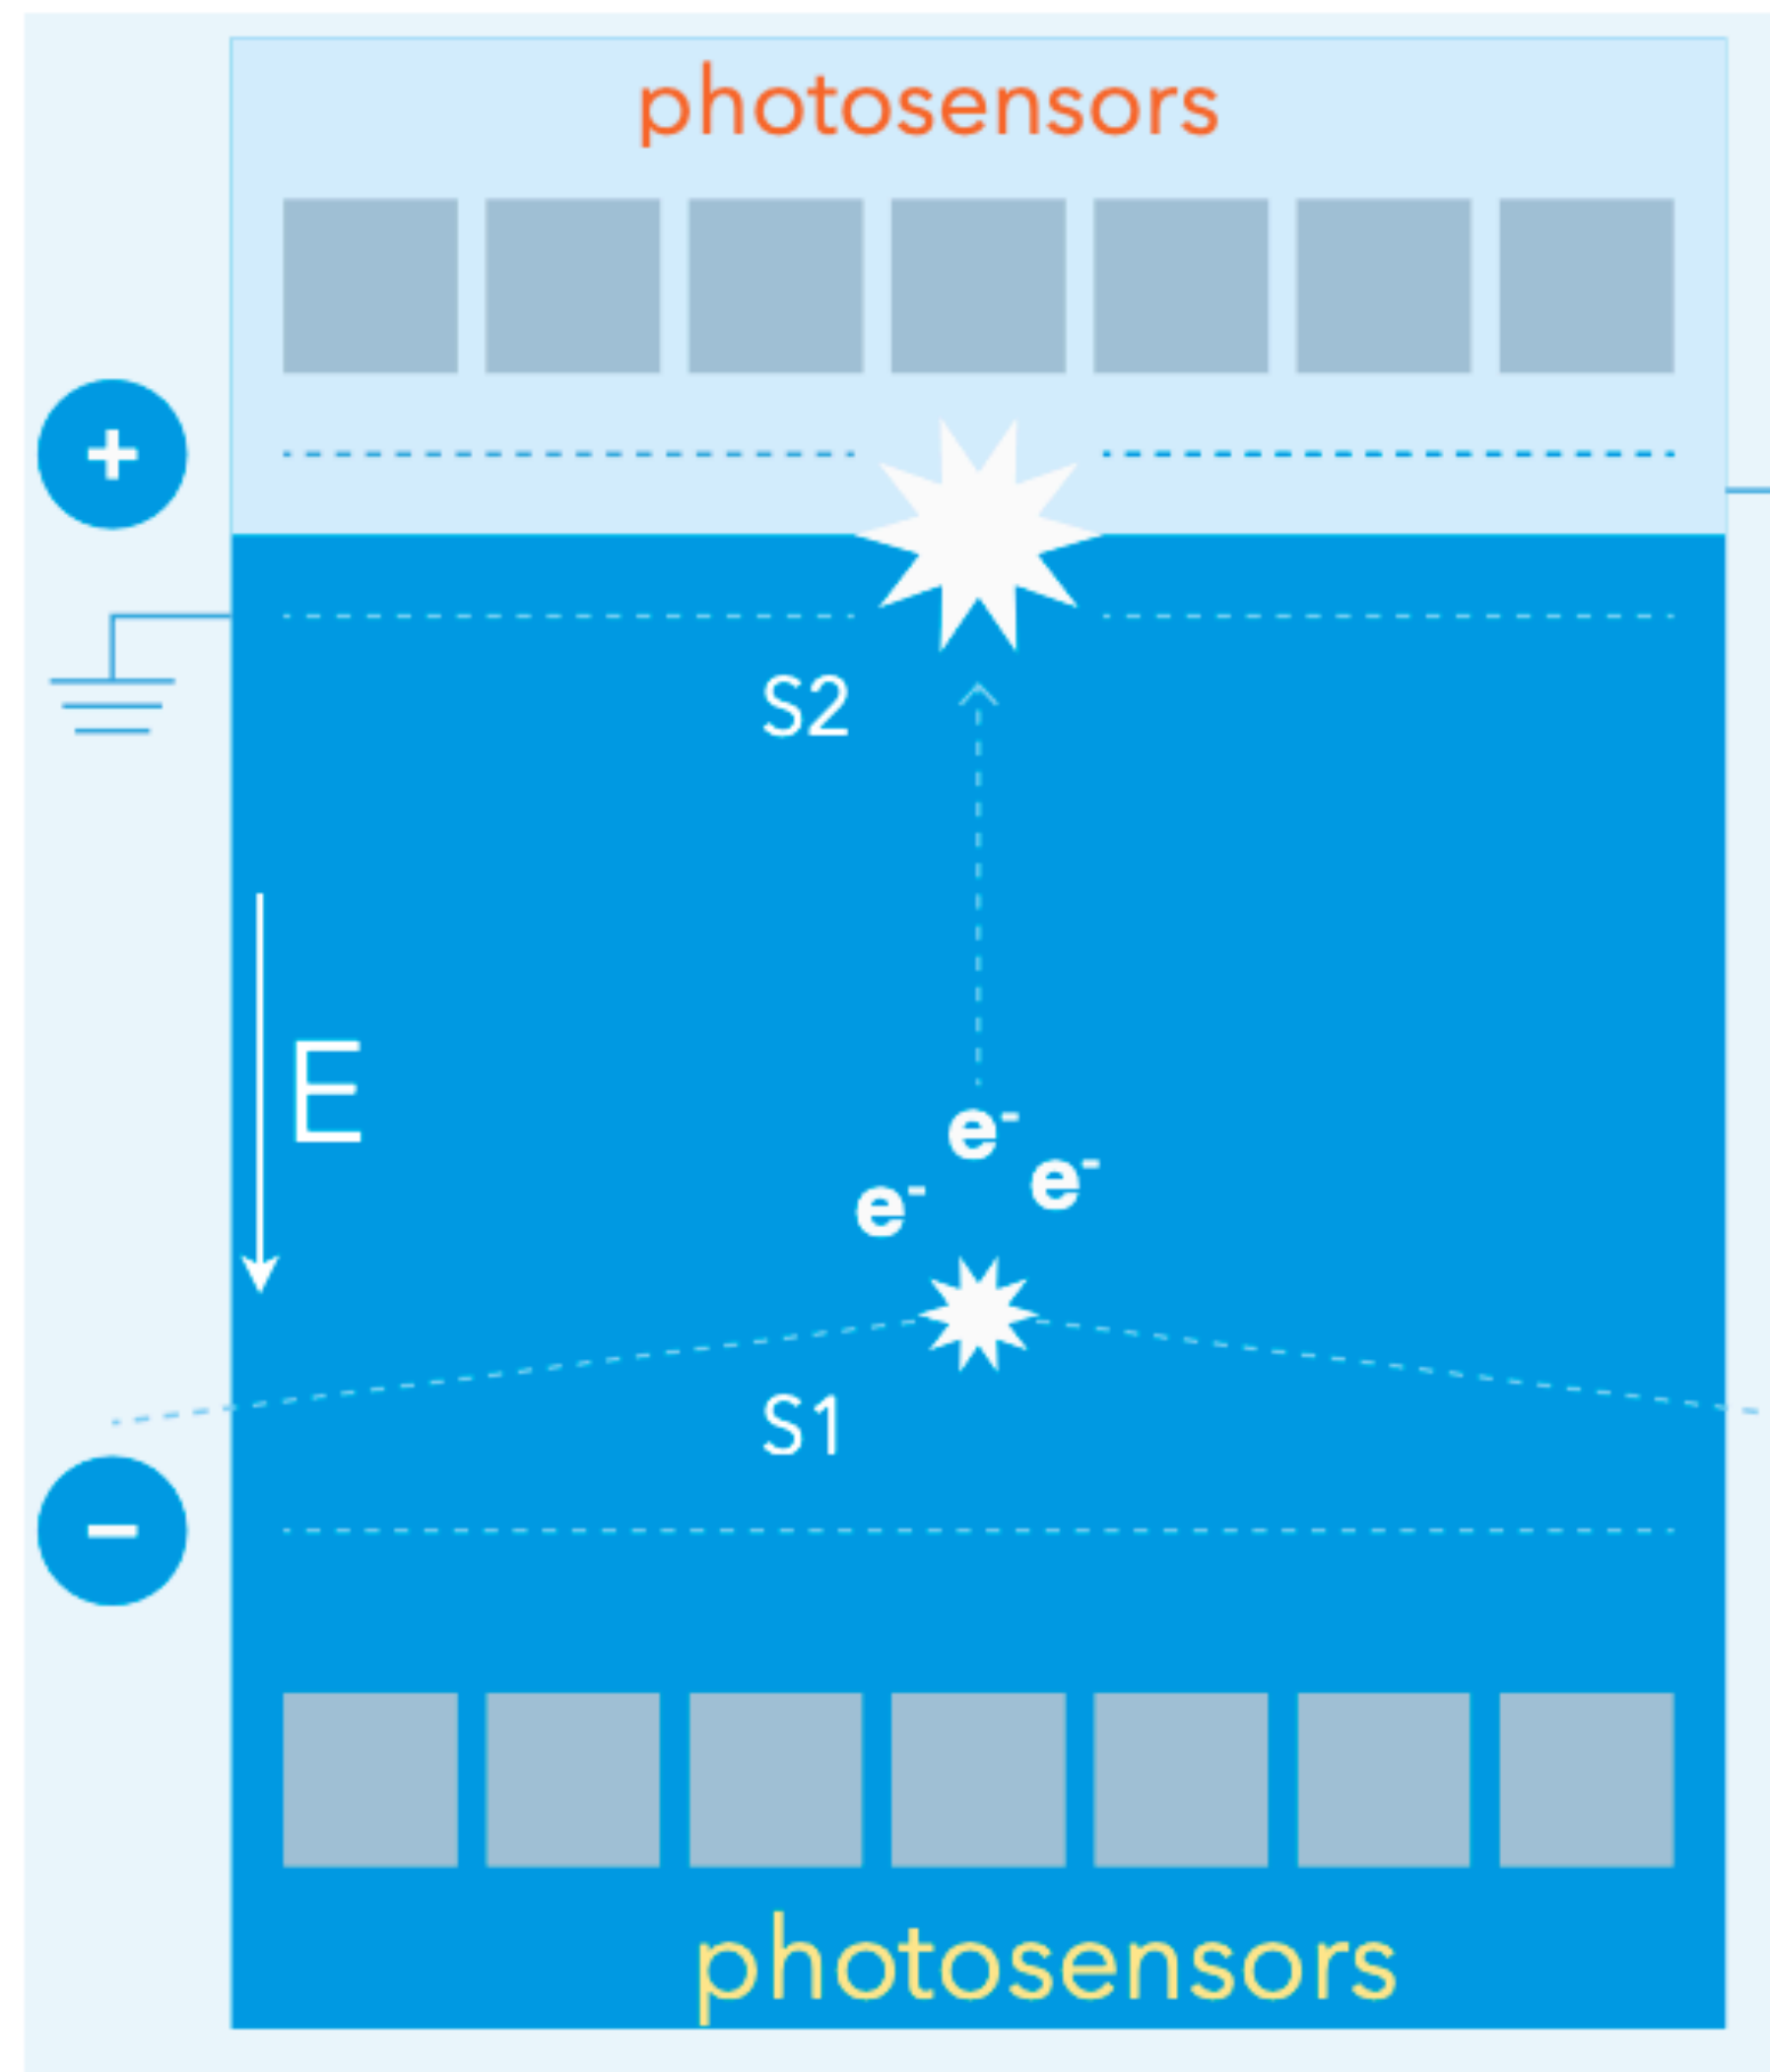 photosensors
+
S2
E
e-
e-
e-
S1
−
photosensors